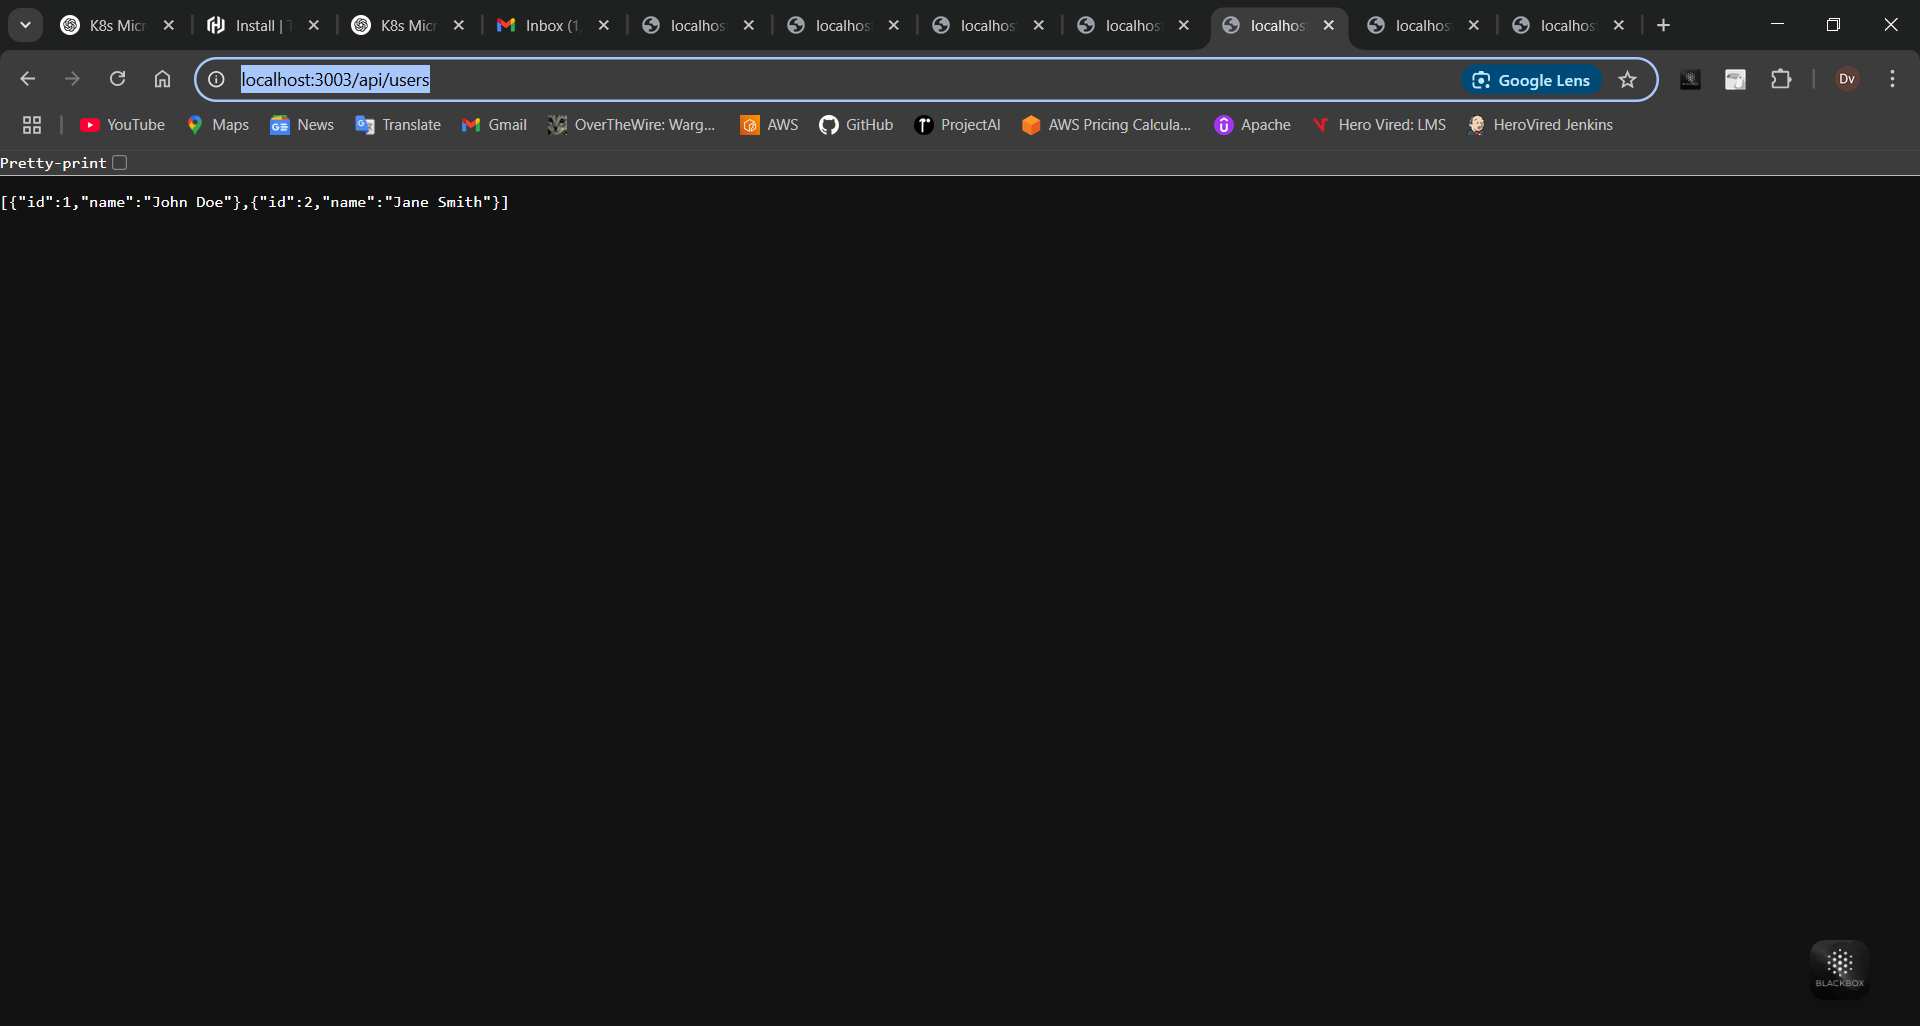 K8s Micr
Install | T
K8s Micr
Inbox (1,
localhos
localhos
localhos
localhos
localhos
localhos
localhos
localhost:3003/api/users
Google Lens
Dv
YouTube
Maps
News
Translate
Gmail
OverTheWire: Warg...
AWS
GitHub
ProjectAI
AWS Pricing Calcula...
Apache
Hero Vired: LMS
HeroVired Jenkins
Pretty-print
[{"id":1,"name":"John Doe"},{"id":2,"name":"Jane Smith"}]
BLACKBOX